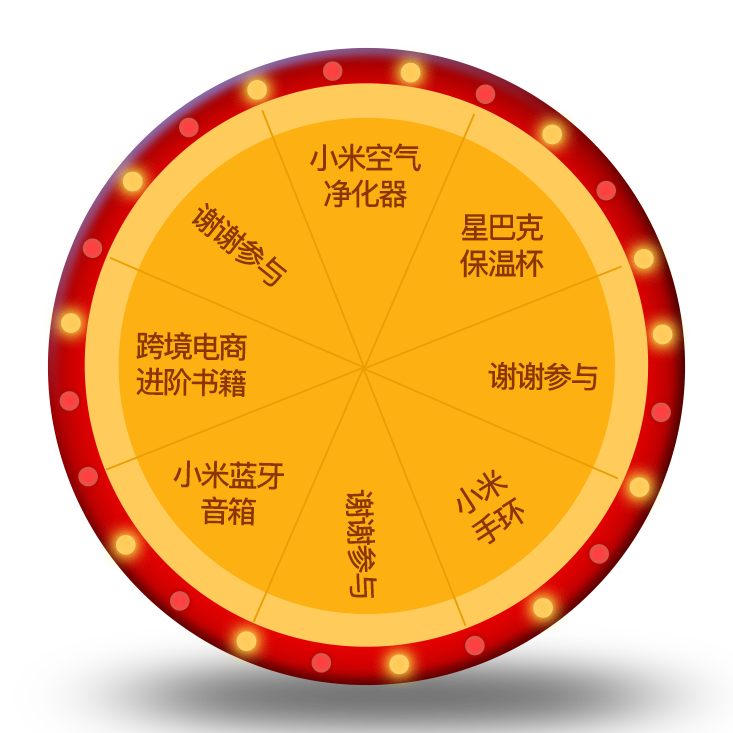 小米空气
净化器
星巴克
保温杯
谢谢参与
小米
手环
谢谢参与
小米蓝牙
音箱
跨境电商
进阶书籍
谢谢参与